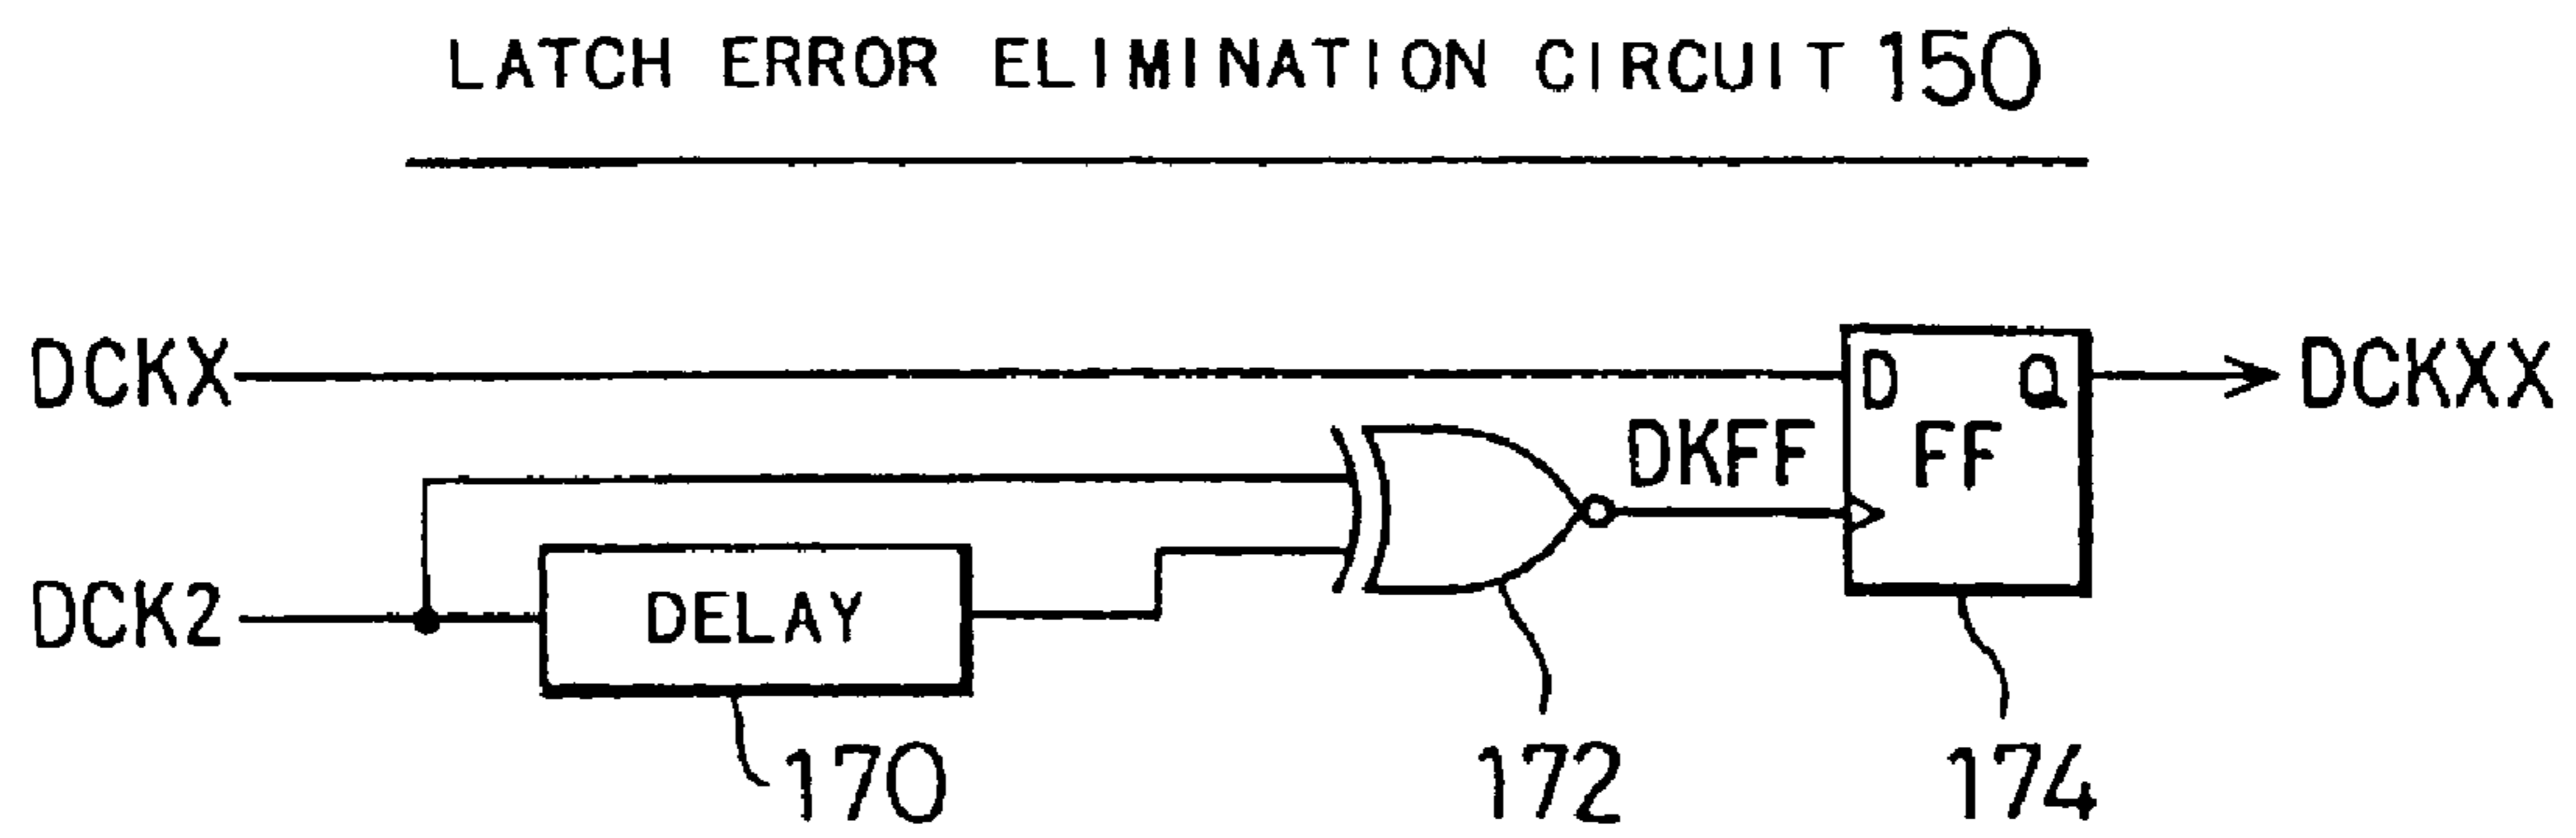 LATCH ERROR ELIMINATION CIRCUIT 150
DCKX
D Q
DCKXX
DKFF
FF
DCK2
DELAY
170
172
174